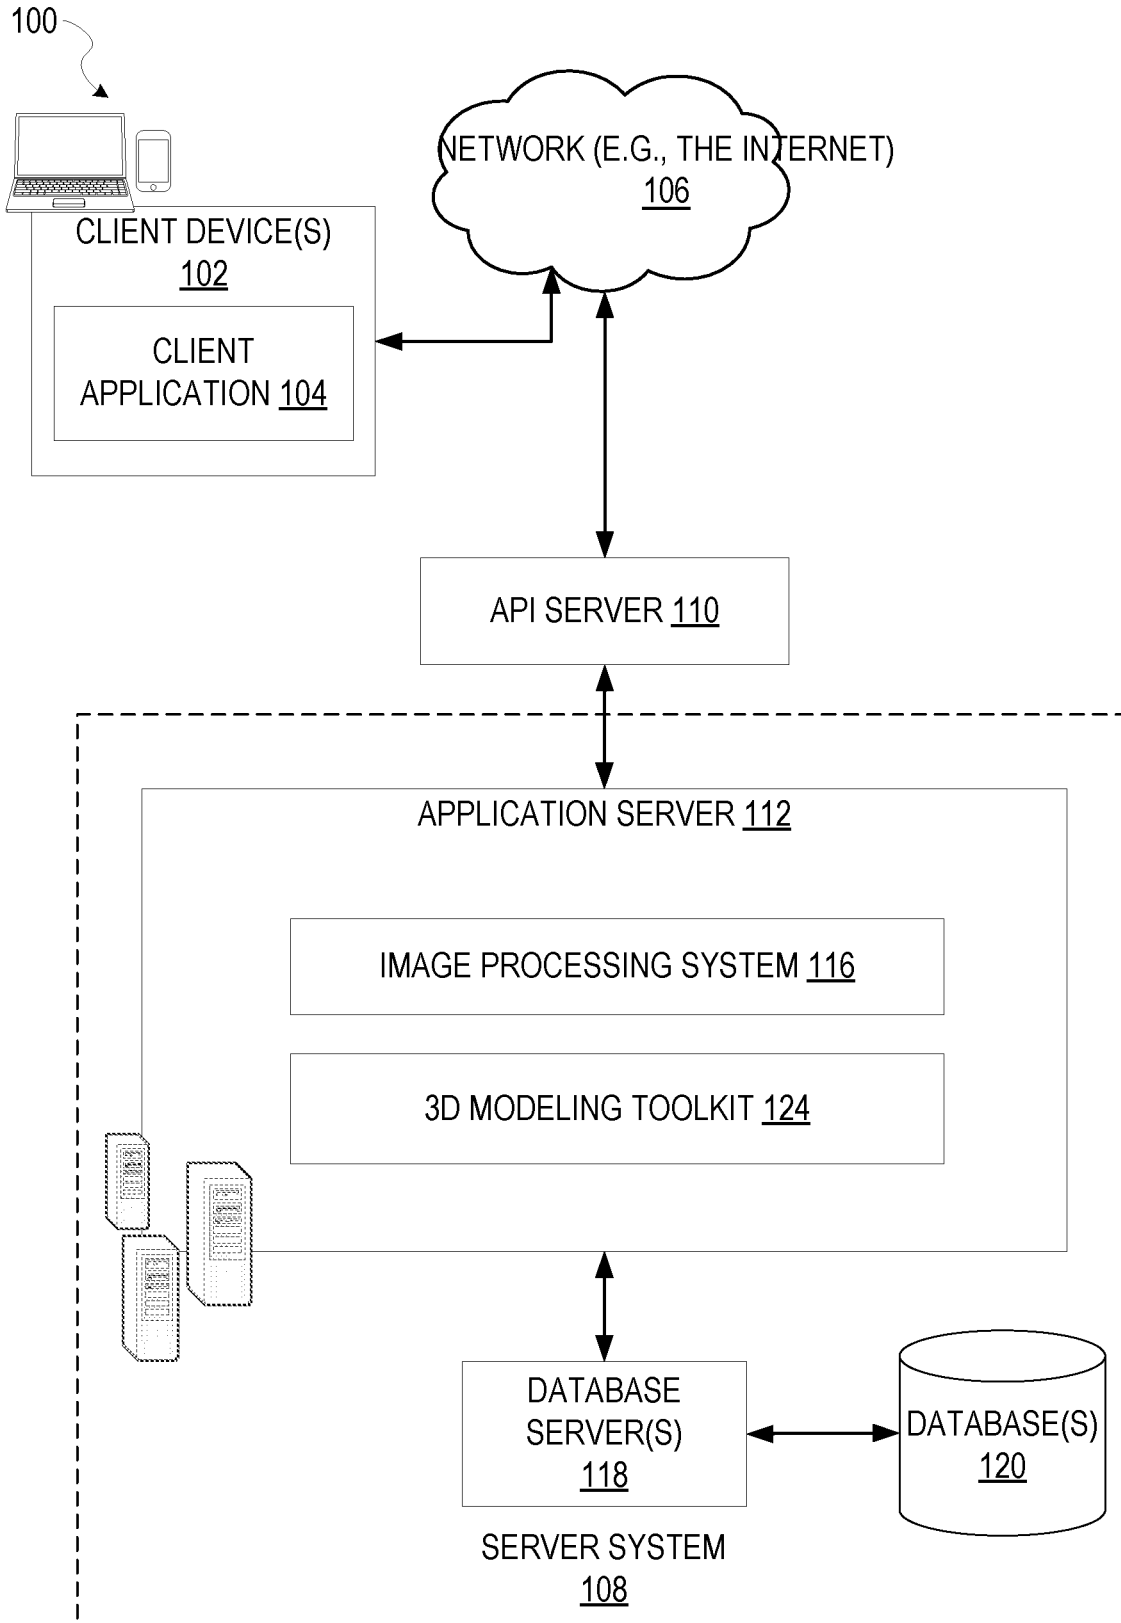 100
NETWORK (E.G., THE INTERNET)
106
CLIENT DEVICE(S)
102
CLIENT
APPLICATION 104
API SERVER 110
APPLICATION SERVER 112
IMAGE PROCESSING SYSTEM 116
3D MODELING TOOLKIT 124
DATABASE
SERVER(S)
118
DATABASE(S)
120
SERVER SYSTEM
108